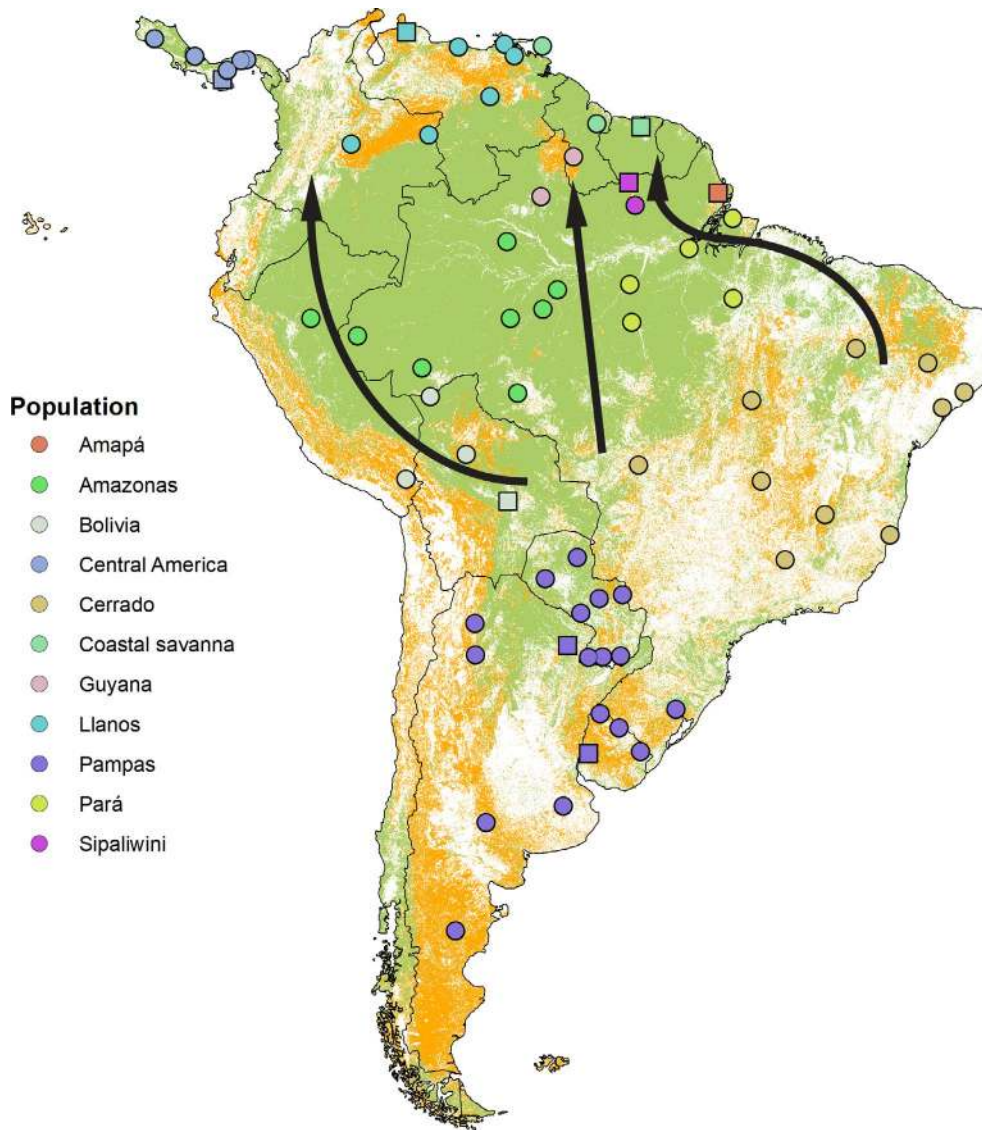 Population
Amapá
Amazonas
Bolivia
Central America
Cerrado
Coastal savanna
Guyana
Llanos
Pampas
Pará
Sipaliwini